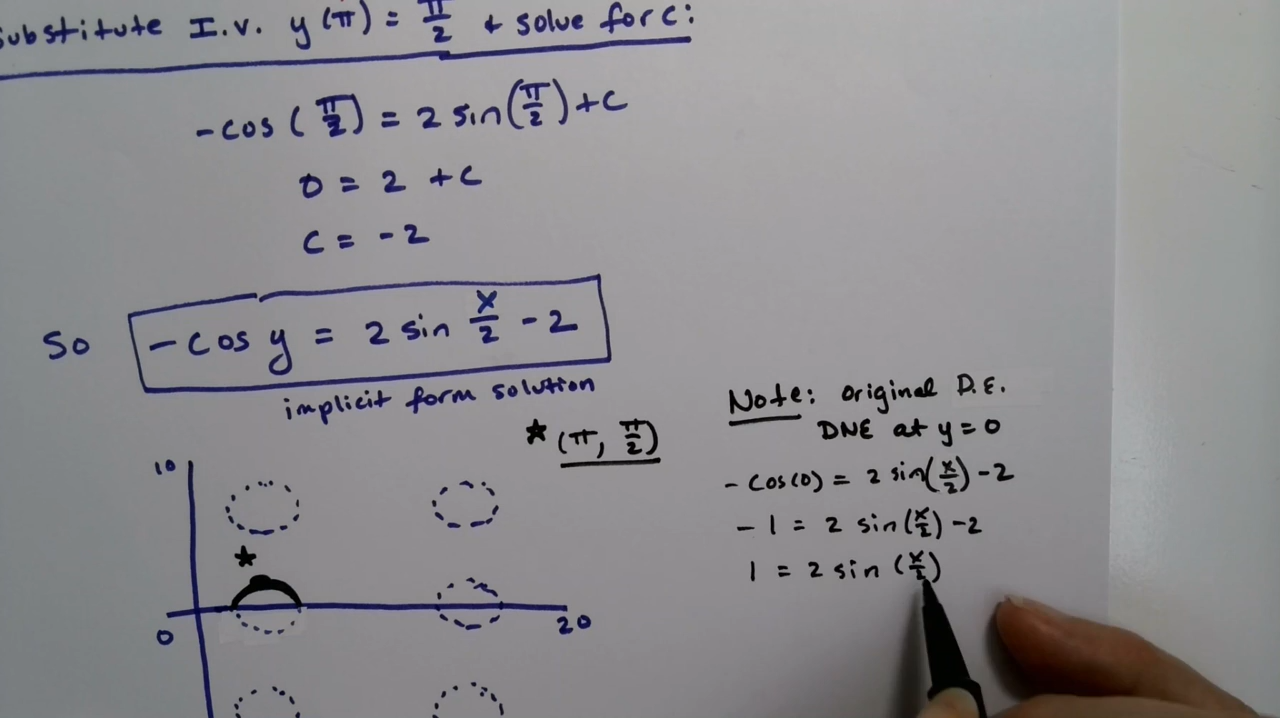 substitute I.V. y(π) = π/2 + solve for c:
-cos(π/2) = 2 sin(π/2) + c
0 = 2 + c
c = -2
So -cos y = 2 sin x/2 - 2
implicit form solution
★ (π, π/2)
Note: original D.E.
DNE at y=0
-cos(0) = 2 sin(x/2) - 2
-1 = 2 sin(x/2) - 2
1 = 2 sin(x/2)
10
★
0
20